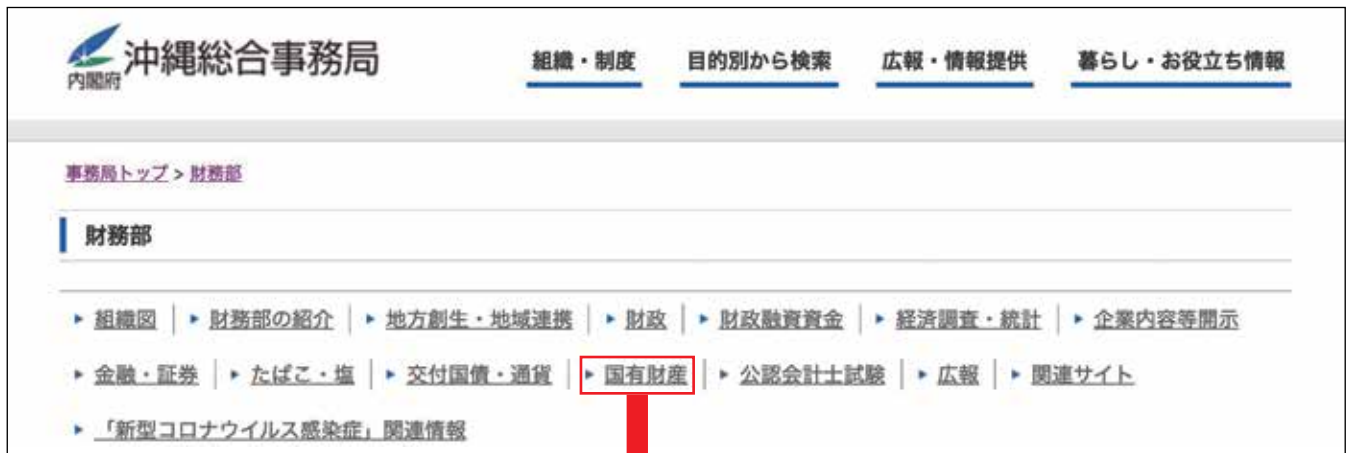 内閣府 沖縄総合事務局
組織・制度 目的別から検索 広報・情報提供 暮らし・お役立ち情報
事務局トップ > 財務部
財務部
組織図 | 財務部の紹介 | 地方創生・地域連携 | 財政 | 財政融資資金 | 経済調査・統計 | 企業内容等開示
金融・証券 | たばこ・塩 | 交付国債・通貨 | 国有財産 | 公認会計士試験 | 広報 | 関連サイト
「新型コロナウイルス感染症」関連情報